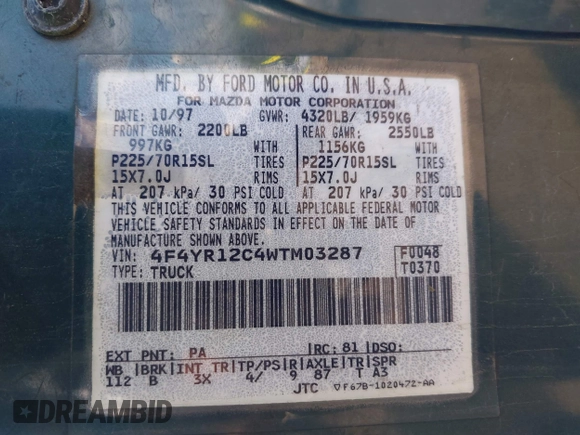 MFD. BY FORD MOTOR CO. IN U.S.A.
FOR MAZDA MOTOR CORPORATION
DATE: 10/97 GVWR: 4320LB/ 1959KG
FRONT GAWR: 2200LB REAR GAWR: 2550LB
997KG WITH 1156KG WITH
P225/70R15SL TIRES P225/70R15SL TIRES
15X7.0J RIMS 15X7.0J RIMS
AT 207 kPa/ 30 PSI COLD AT 207 kPa/ 30 PSI COLD
THIS VEHICLE CONFORMS TO ALL APPLICABLE FEDERAL MOTOR
VEHICLE SAFETY STANDARDS IN EFFECT ON THE DATE OF
MANUFACTURE SHOWN ABOVE.
VIN: 4F4YR12C4WTM03287 F0048
TYPE: TRUCK T0370
EXT PNT: PA RC: 81 DSO:
WB BRK INT TR TP/PS R AXLE TR SPR
112 B 3X 4/ 9 87 T A3
JTC F67B-1020472-AA
DREAMBID